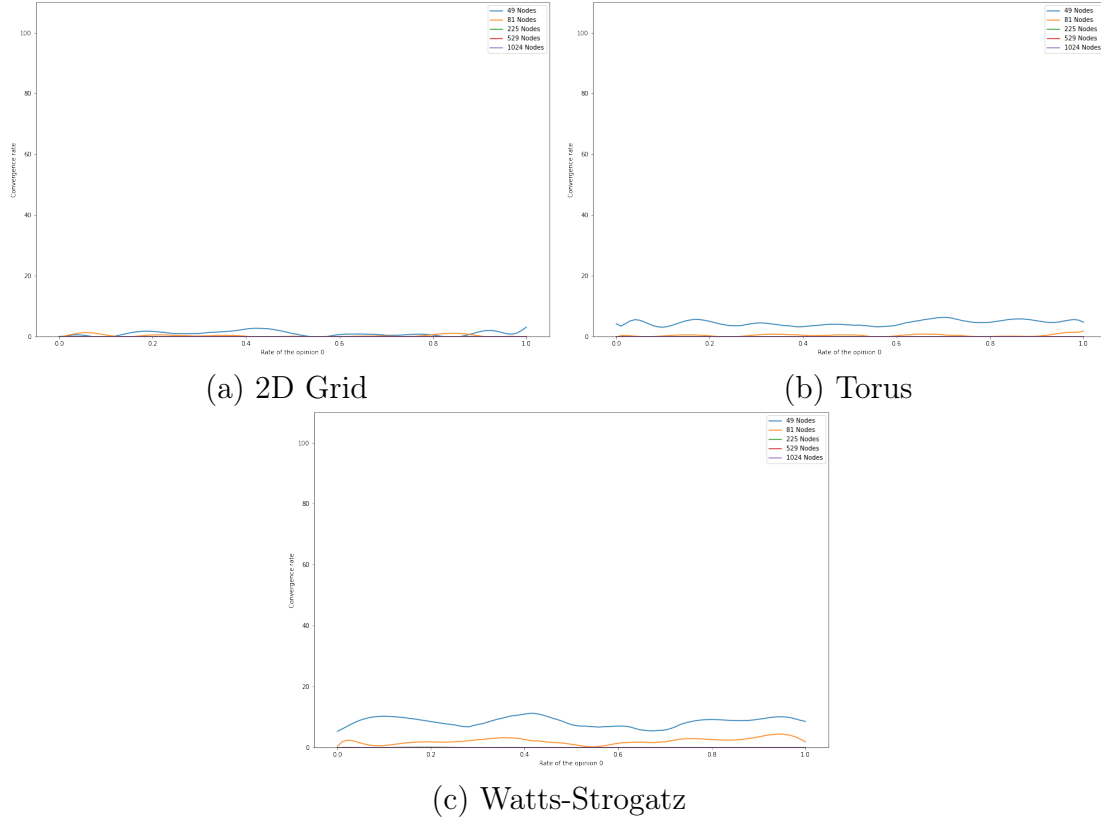 49 Nodes
81 Nodes
225 Nodes
529 Nodes
1024 Nodes
100
80
60
40
20
0
Convergence rate
0.0 0.2 0.4 0.6 0.8 1.0
Rate of the opinion 0
(a) 2D Grid
49 Nodes
81 Nodes
225 Nodes
529 Nodes
1024 Nodes
100
80
60
40
20
0
Convergence rate
0.0 0.2 0.4 0.6 0.8 1.0
Rate of the opinion 0
(b) Torus
49 Nodes
81 Nodes
225 Nodes
529 Nodes
1024 Nodes
100
80
60
40
20
0
Convergence rate
0.0 0.2 0.4 0.6 0.8 1.0
Rate of the opinion 0
(c) Watts-Strogatz